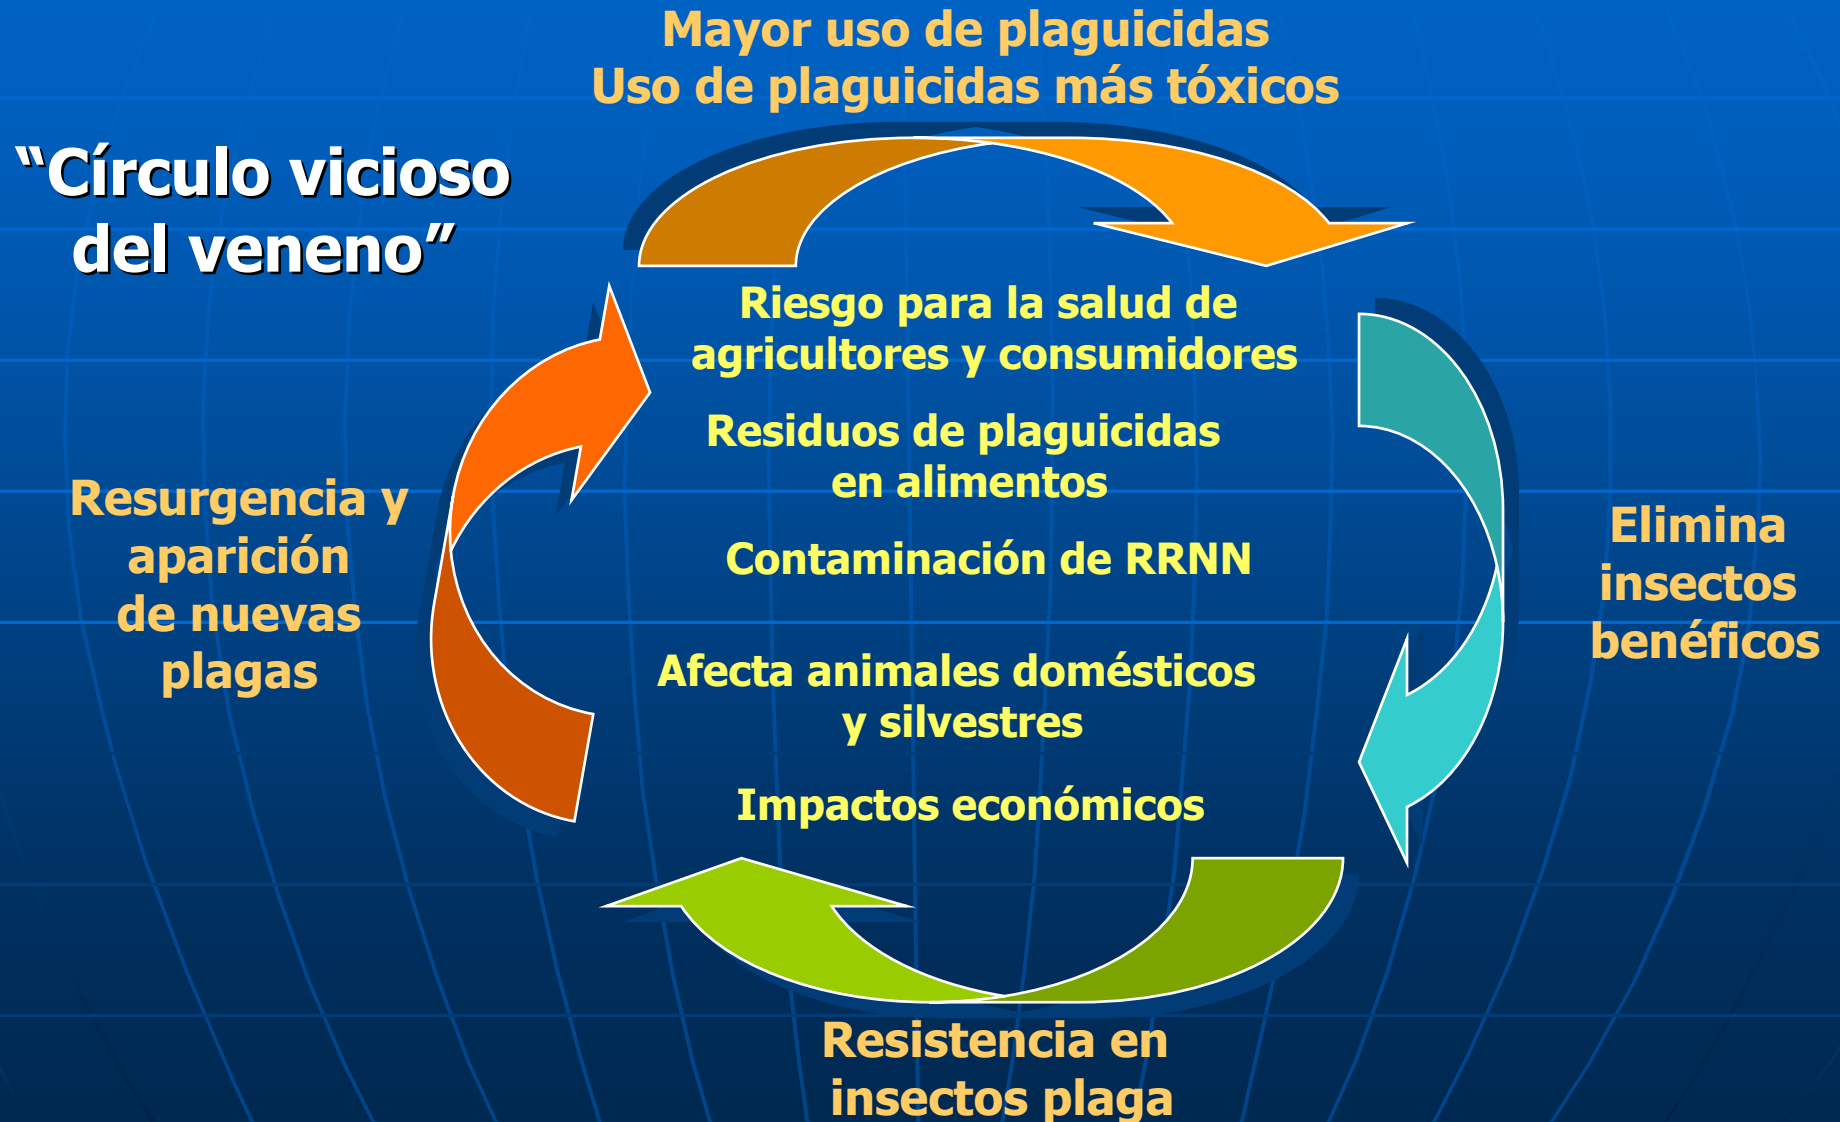 Mayor uso de plaguicidas
Uso de plaguicidas más tóxicos
“Círculo vicioso
del veneno”
Riesgo para la salud de
agricultores y consumidores
Residuos de plaguicidas
en alimentos
Contaminación de RRNN
Afecta animales domésticos
y silvestres
Impactos económicos
Elimina
insectos
benéficos
Resistencia en
insectos plaga
Resurgencia y
aparición
de nuevas
plagas